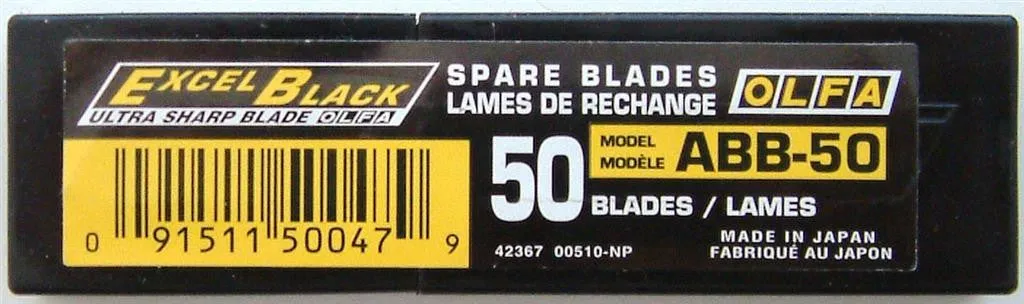 EXCEL BLACK
ULTRA SHARP BLADE OLFA
SPARE BLADES
LAMES DE RECHANGE
OLFA
50
MODEL
MODÈLE
ABB-50
BLADES / LAMES
0 91511 50047 9
42367 00510-NP
MADE IN JAPAN
FABRIQUÉ AU JAPON